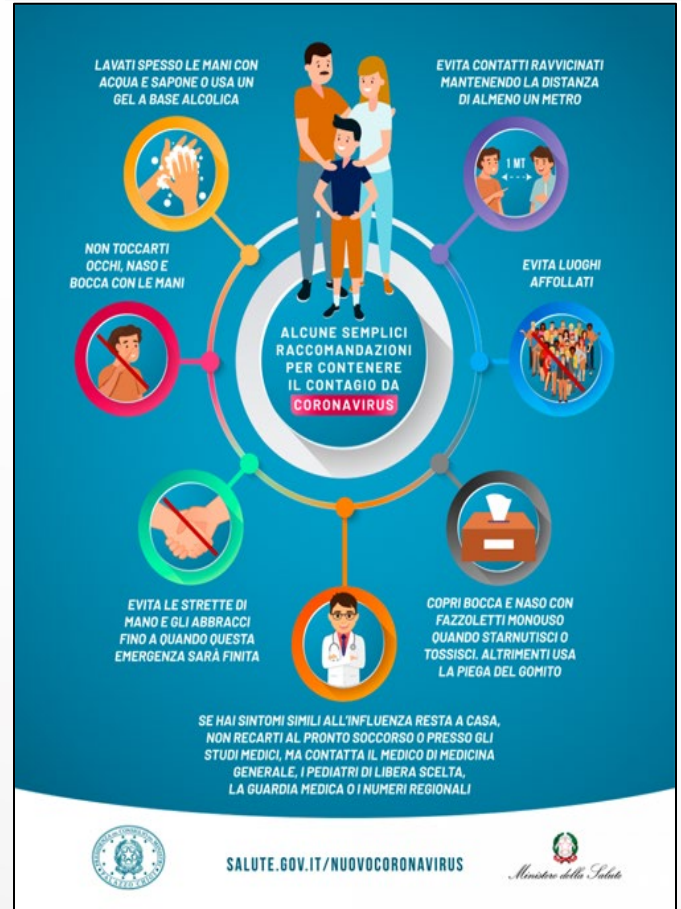 LAVATI SPESSO LE MANI CON
ACQUA E SAPONE O USA UN
GEL A BASE ALCOLICA
EVITA CONTATTI RAVVICINATI
MANTENENDO LA DISTANZA
DI ALMENO UN METRO
1 MT
NON TOCCARTI
OCCHI, NASO E
BOCCA CON LE MANI
EVITA LUOGHI
AFFOLLATI
ALCUNE SEMPLICI
RACCOMANDAZIONI
PER CONTENERE
IL CONTAGIO DA
CORONAVIRUS
EVITA LE STRETTE DI
MANO E GLI ABBRACCI
FINO A QUANDO QUESTA
EMERGENZA SARÀ FINITA
COPRI BOCCA E NASO CON
FAZZOLETTI MONOUSO
QUANDO STARNUTISCI O
TOSSISCI. ALTRIMENTI USA
LA PIEGA DEL GOMITO
SE HAI SINTOMI SIMILI ALL'INFLUENZA RESTA A CASA,
NON RECARTI AL PRONTO SOCCORSO O PRESSO GLI
STUDI MEDICI, MA CONTATTA IL MEDICO DI MEDICINA
GENERALE, I PEDIATRI DI LIBERA SCELTA,
LA GUARDIA MEDICA O I NUMERI REGIONALI
SALUTE.GOV.IT/NUOVOCORONAVIRUS
Ministero della Salute